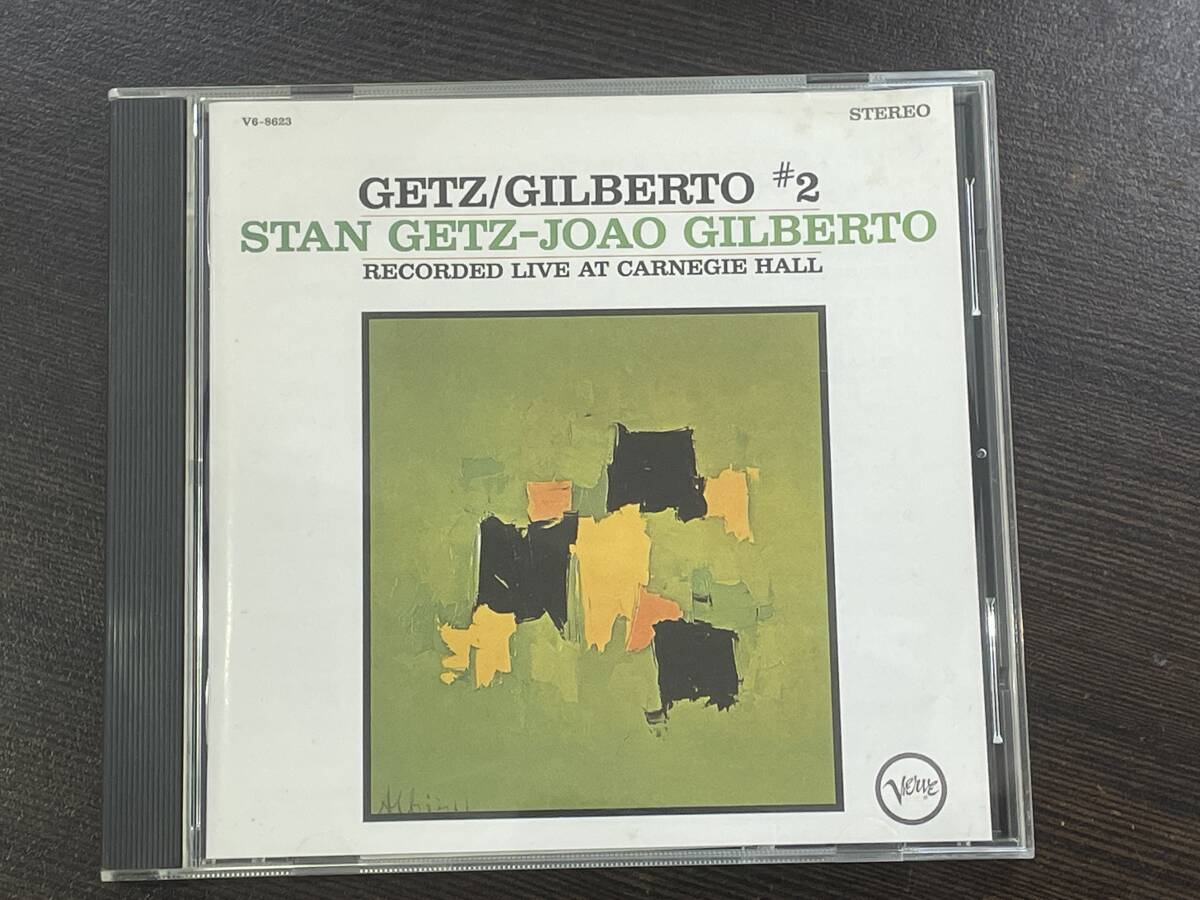 V6-8623
STEREO
GETZ/GILBERTO #2
STAN GETZ-JOAO GILBERTO
RECORDED LIVE AT CARNEGIE HALL
Verve